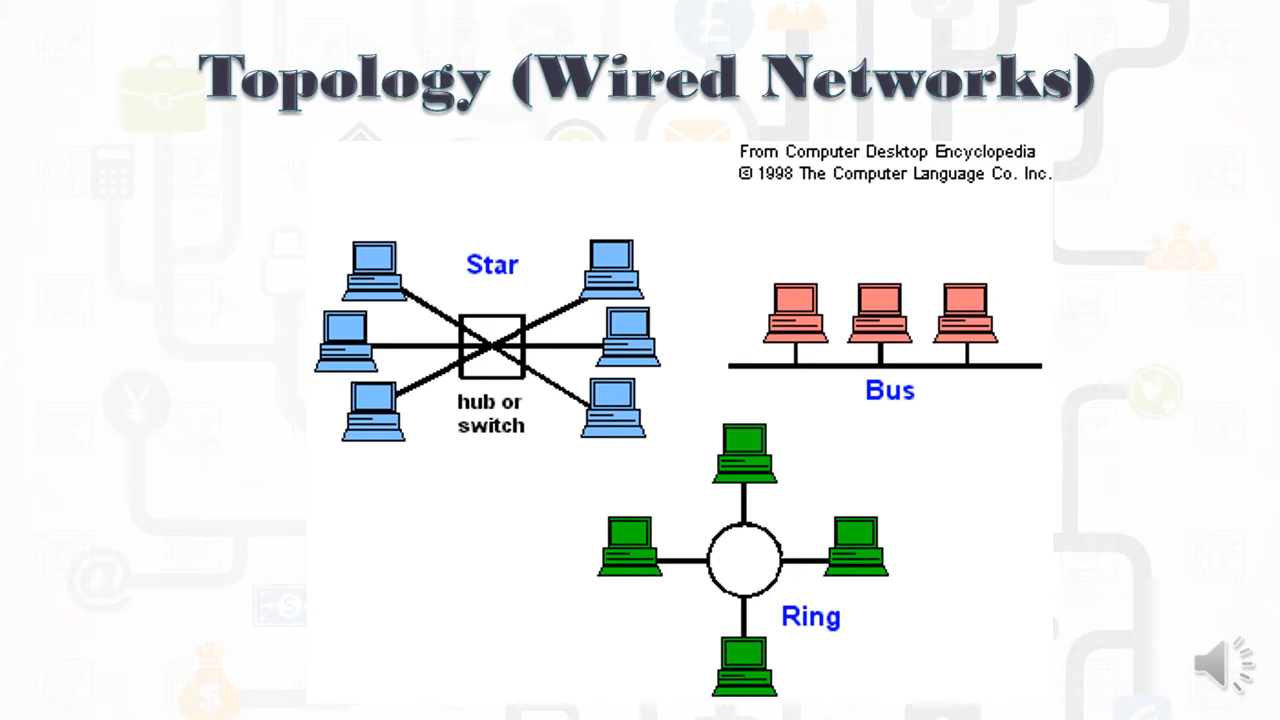 Topology (Wired Networks)
From Computer Desktop Encyclopedia
© 1998 The Computer Language Co. Inc.
Star
hub or
switch
Bus
Ring